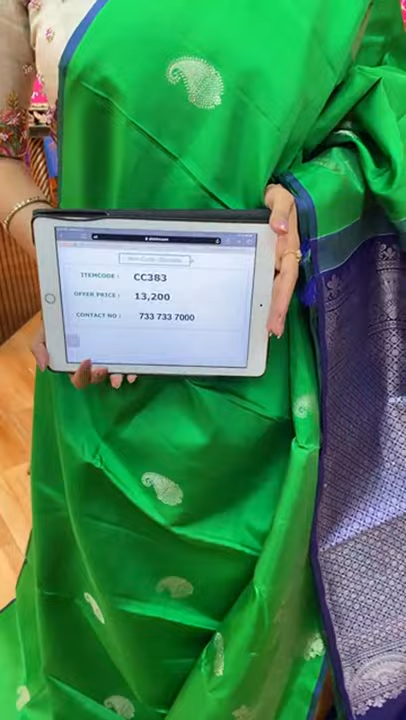 ITEMCODE : CC383
OFFER PRICE : 13,200
CONTACT NO : 733 733 7000